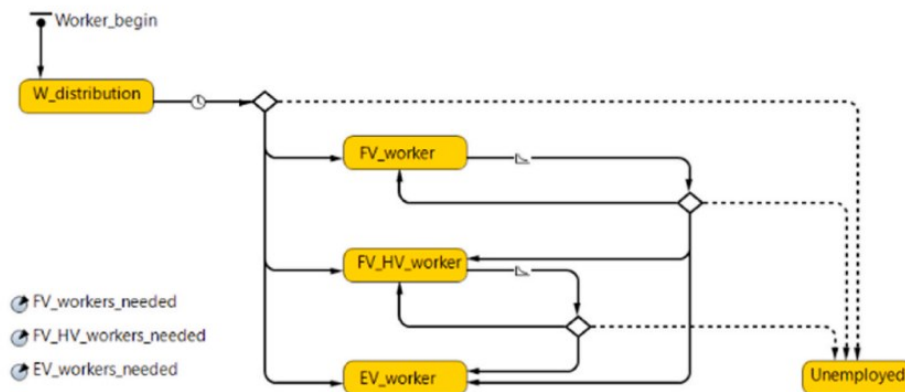 Worker_begin
W_distribution
FV_worker
FV_HV_worker
FV_workers_needed
FV_HV_workers_needed
EV_workers_needed
EV_worker
Unemployed